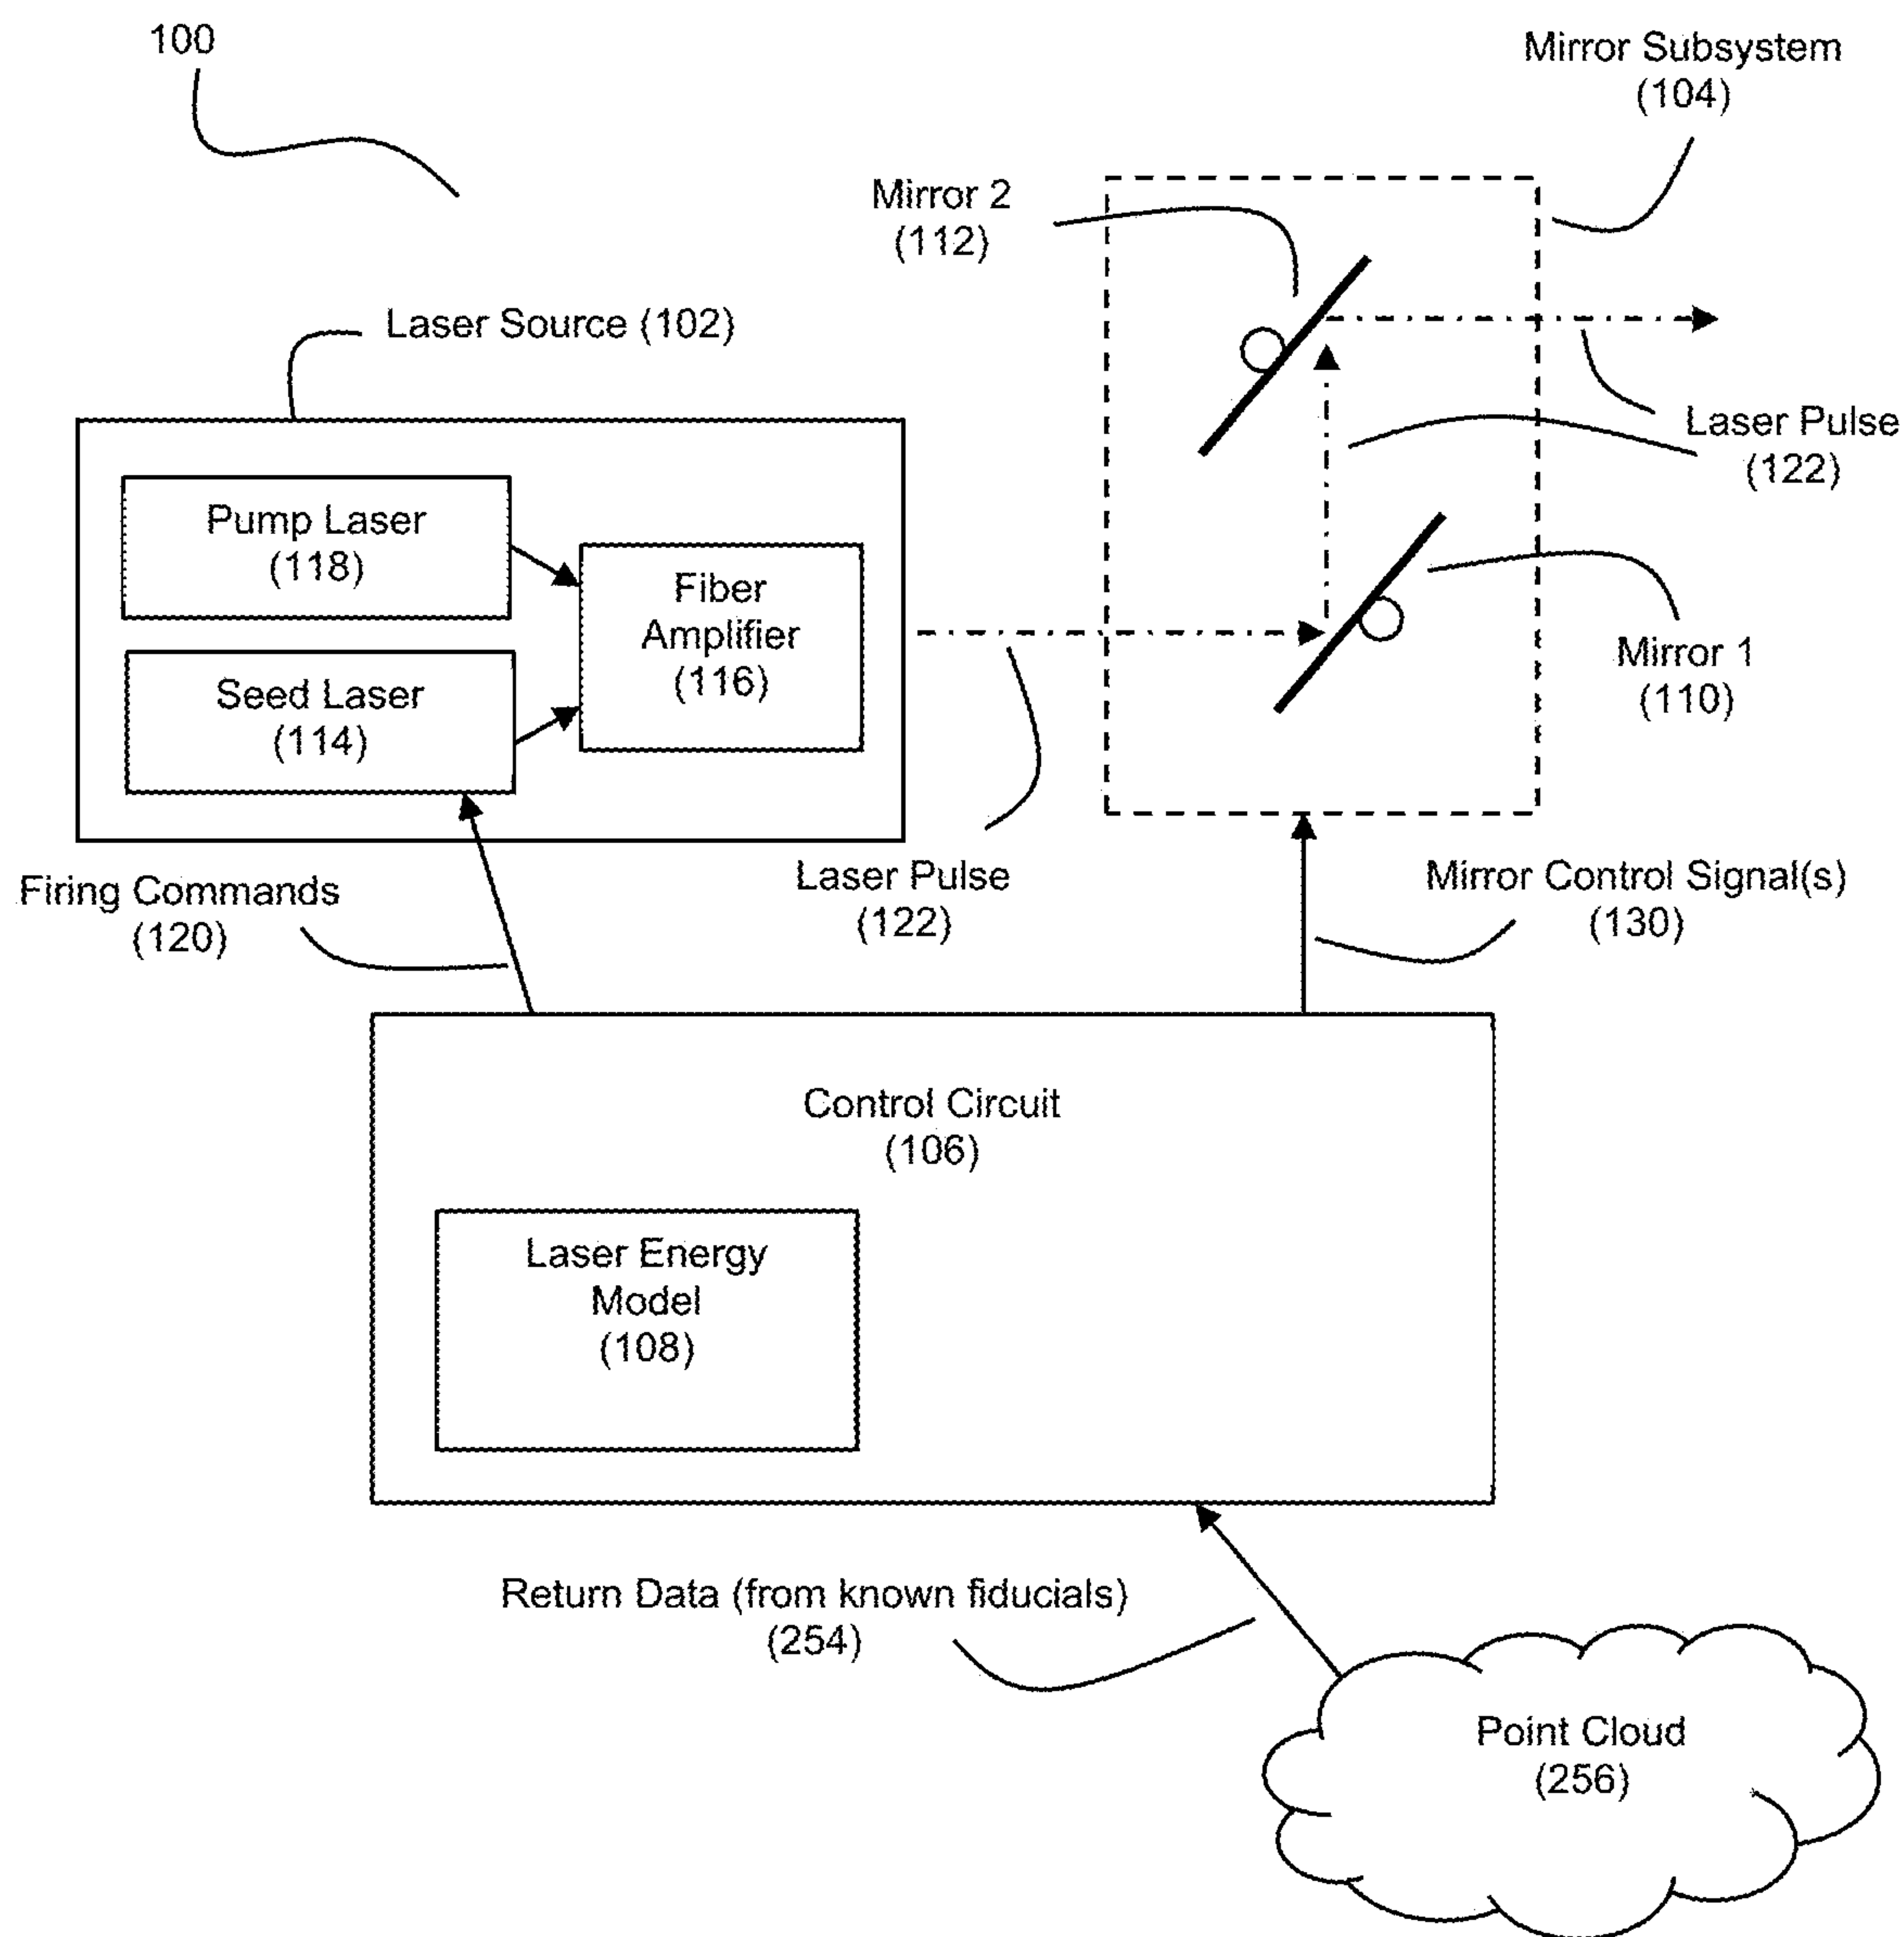 100
Mirror Subsystem
(104)
Mirror 2
(112)
Laser Source (102)
Laser Pulse
(122)
Pump Laser
(118)
Fiber
Amplifier
(116)
Seed Laser
(114)
Mirror 1
(110)
Firing Commands
(120)
Laser Pulse
(122)
Mirror Control Signal(s)
(130)
Control Circuit
(106)
Laser Energy
Model
(108)
Return Data (from known fiducials)
(254)
Point Cloud
(256)